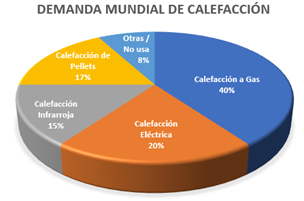 DEMANDA MUNDIAL DE CALEFACCIÓN
Otras /
No usa
8%
Calefacción de
Pellets
17%
Calefacción a Gas
40%
Calefacción
Infrarroja
15%
Calefacción
Eléctrica
20%